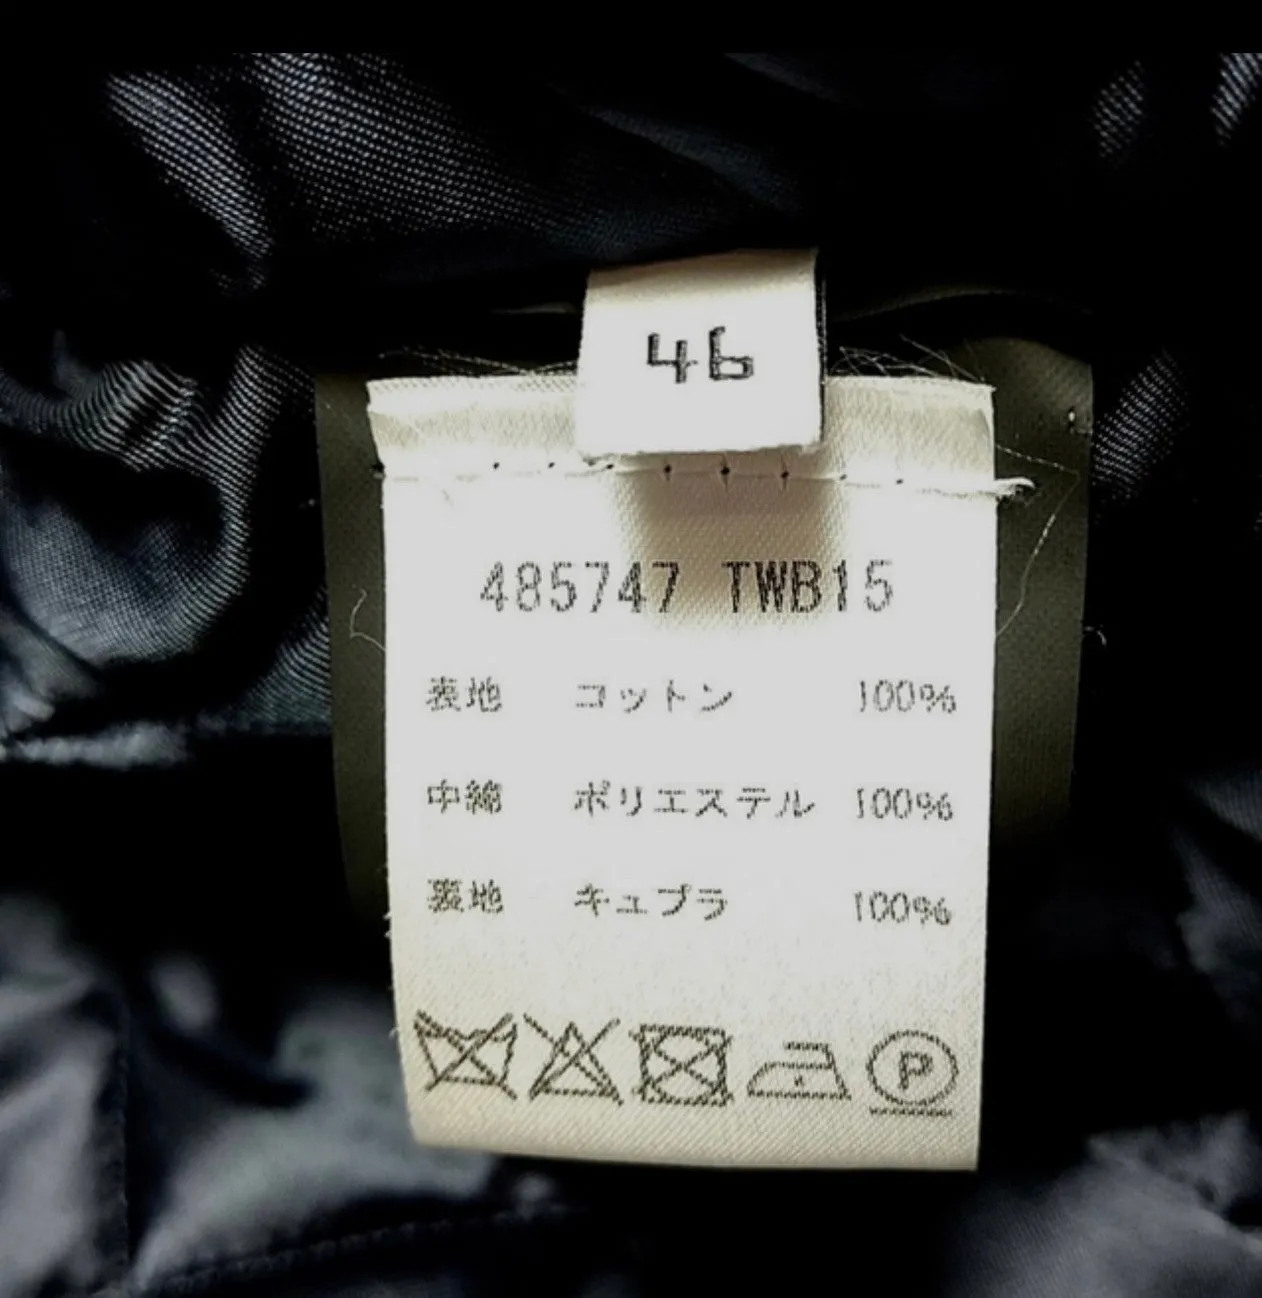 46
485747 TWB15
表地 コットン 100%
中綿 ポリエステル 100%
裏地 キュプラ 100%
P